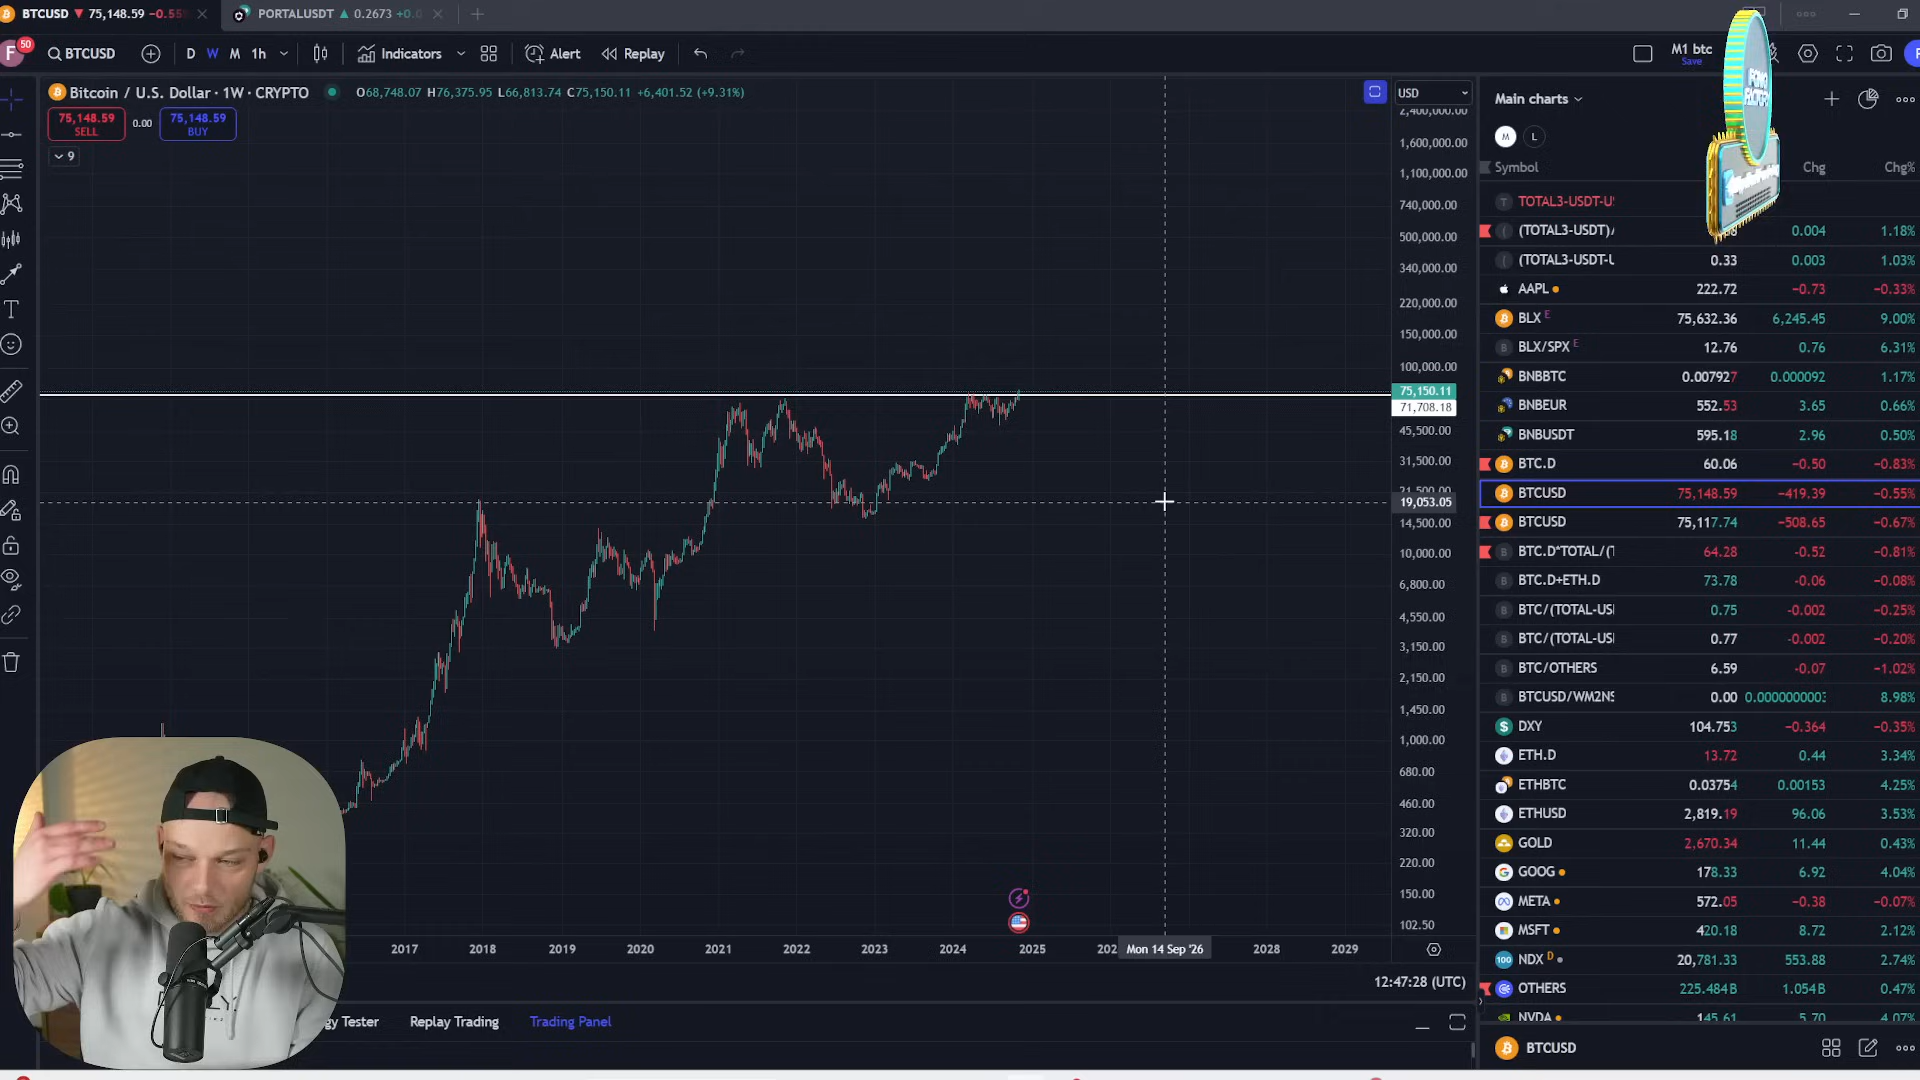 BTCUSD ▼ 75,148.59 −0.55%
PORTALUSDT ▲ 0.2673 +0.0
F 50
BTCUSD
D W M 1h
Indicators
Alert
Replay
M1 btc
Save
Bitcoin / U.S. Dollar · 1W · CRYPTO
O68,748.07 H76,375.95 L66,813.74 C75,150.11 +6,401.52 (+9.31%)
75,148.59
SELL
0.00
75,148.59
BUY
9
USD
2,400,000.00
1,600,000.00
1,100,000.00
740,000.00
500,000.00
340,000.00
220,000.00
150,000.00
100,000.00
75,150.11
71,708.18
45,500.00
31,500.00
21,500.00
19,053.05
14,500.00
10,000.00
6,800.00
4,550.00
3,150.00
2,150.00
1,450.00
1,000.00
680.00
460.00
320.00
220.00
150.00
102.50
2017 2018 2019 2020 2021 2022 2023 2024 2025 202 Mon 14 Sep '26 2028 2029
12:47:28 (UTC)
gy Tester
Replay Trading
Trading Panel
Main charts
M L
Symbol Chg Chg%
TOTAL3-USDT-U
(TOTAL3-USDT)/ 0.004 1.18%
(TOTAL3-USDT-U 0.33 0.003 1.03%
AAPL 222.72 −0.73 −0.33%
BLX E 75,632.36 6,245.45 9.00%
BLX/SPX E 12.76 0.76 6.31%
BNBBTC 0.007927 0.000092 1.17%
BNBEUR 552.53 3.65 0.66%
BNBUSDT 595.18 2.96 0.50%
BTC.D 60.06 −0.50 −0.83%
BTCUSD 75,148.59 −419.39 −0.55%
BTCUSD 75,117.74 −508.65 −0.67%
BTC.D*TOTAL/(T 64.28 −0.52 −0.81%
BTC.D+ETH.D 73.78 −0.06 −0.08%
BTC/(TOTAL-USI 0.75 −0.002 −0.25%
BTC/(TOTAL-USI 0.77 −0.002 −0.20%
BTC/OTHERS 6.59 −0.07 −1.02%
BTCUSD/WM2NS 0.00 0.0000000003 8.98%
DXY 104.753 −0.364 −0.35%
ETH.D 13.72 0.44 3.34%
ETHBTC 0.03754 0.00153 4.25%
ETHUSD 2,819.19 96.06 3.53%
GOLD 2,670.34 11.44 0.43%
GOOG 178.33 6.92 4.04%
META 572.05 −0.38 −0.07%
MSFT 420.18 8.72 2.12%
100 NDX D 20,781.33 553.88 2.74%
OTHERS 225.484B 1.054B 0.47%
NVDA 145.61 5.70 4.07%
BTCUSD